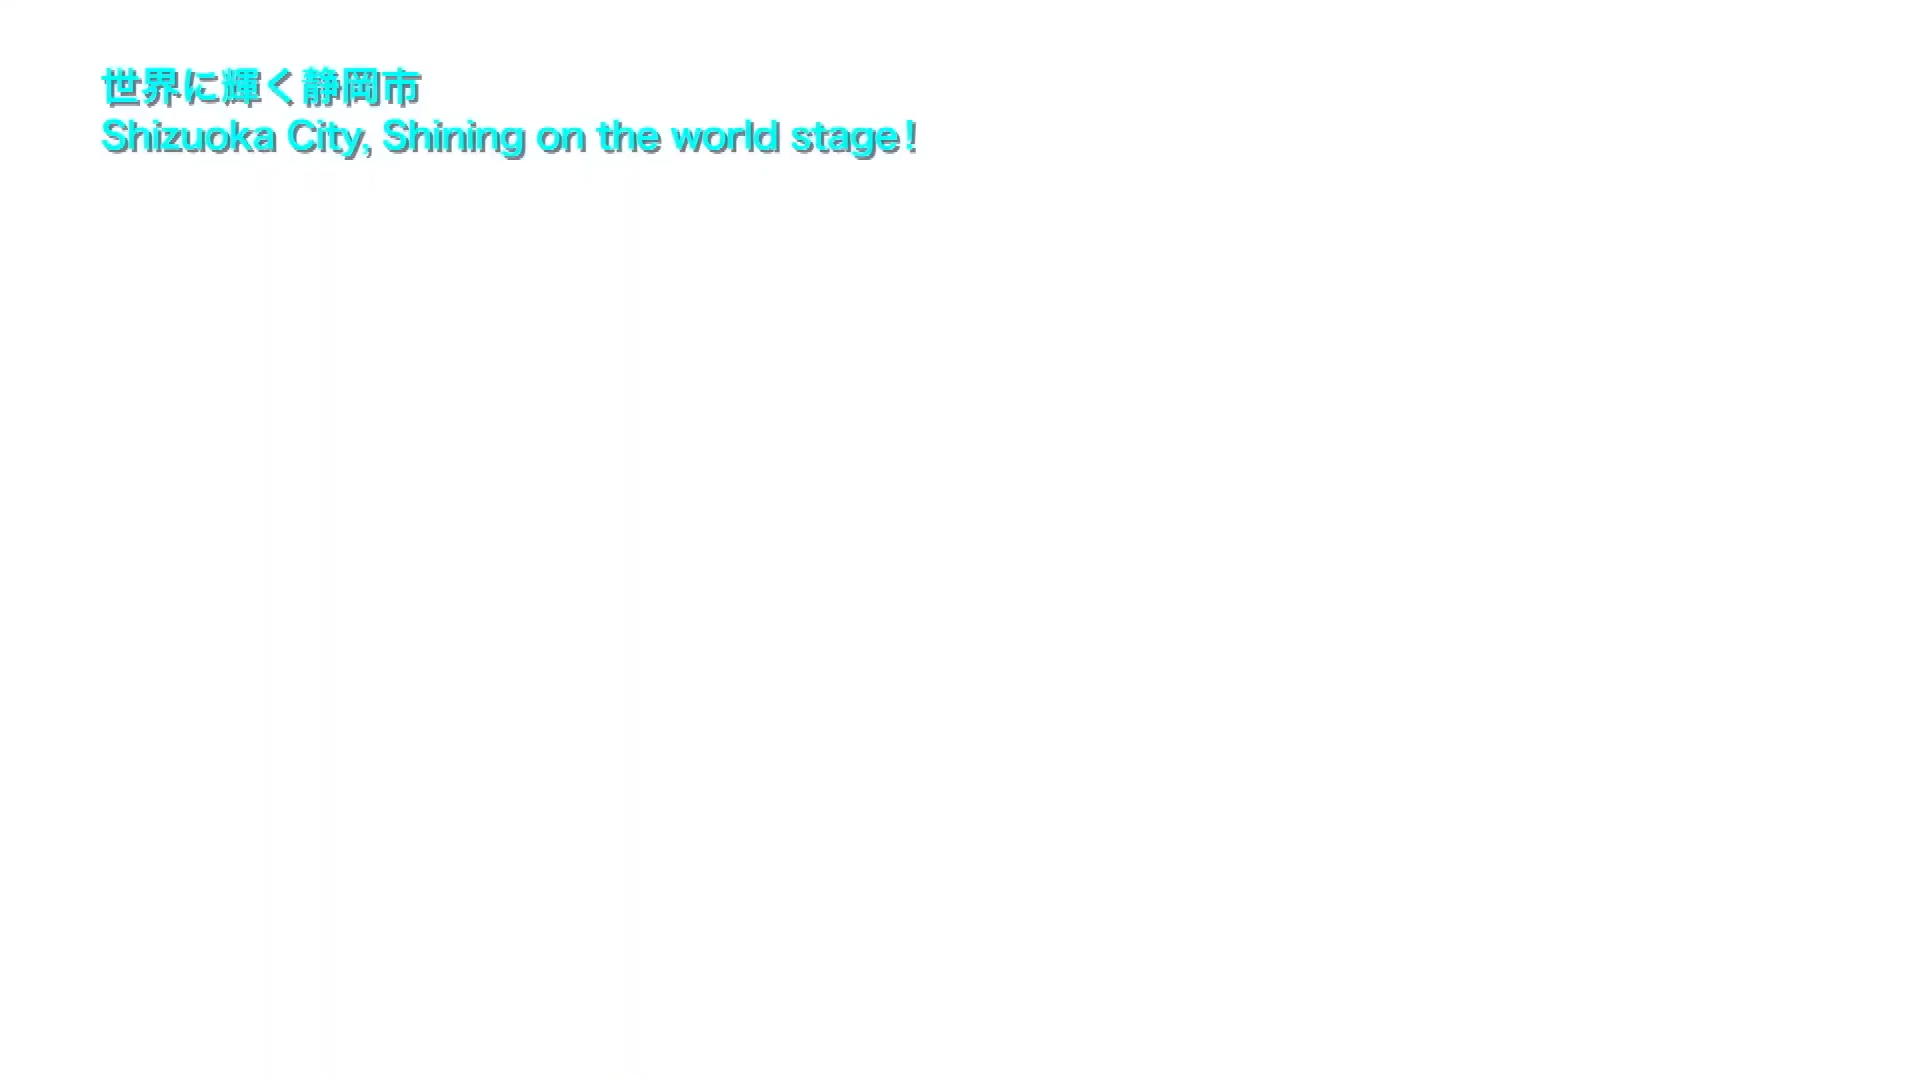 世界に輝く静岡市
Shizuoka City, Shining on the world stage!